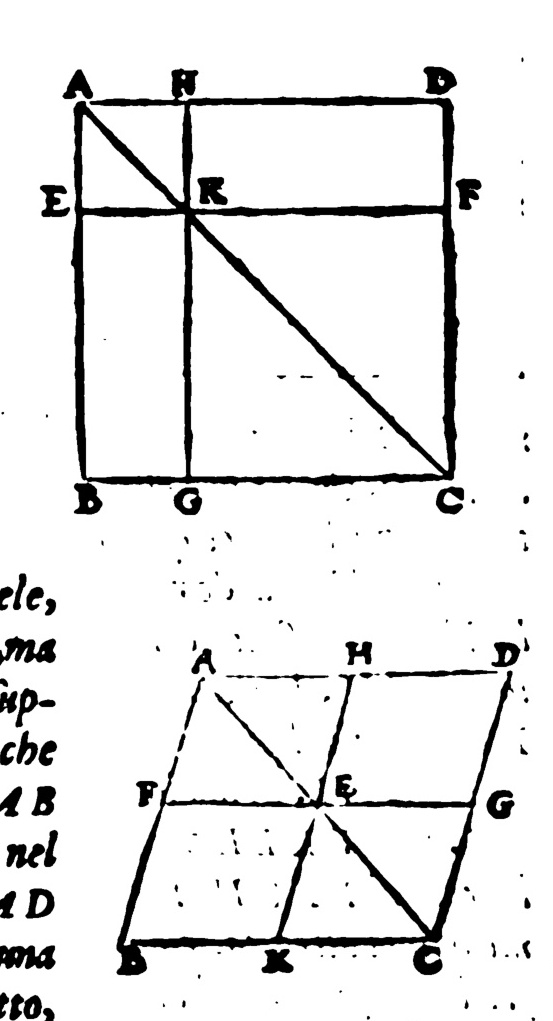 A H D
E K F
B G C
ele,
ma
sup-
A H D
che
F E G
A B
nel
A D
ma
B K C
tto,